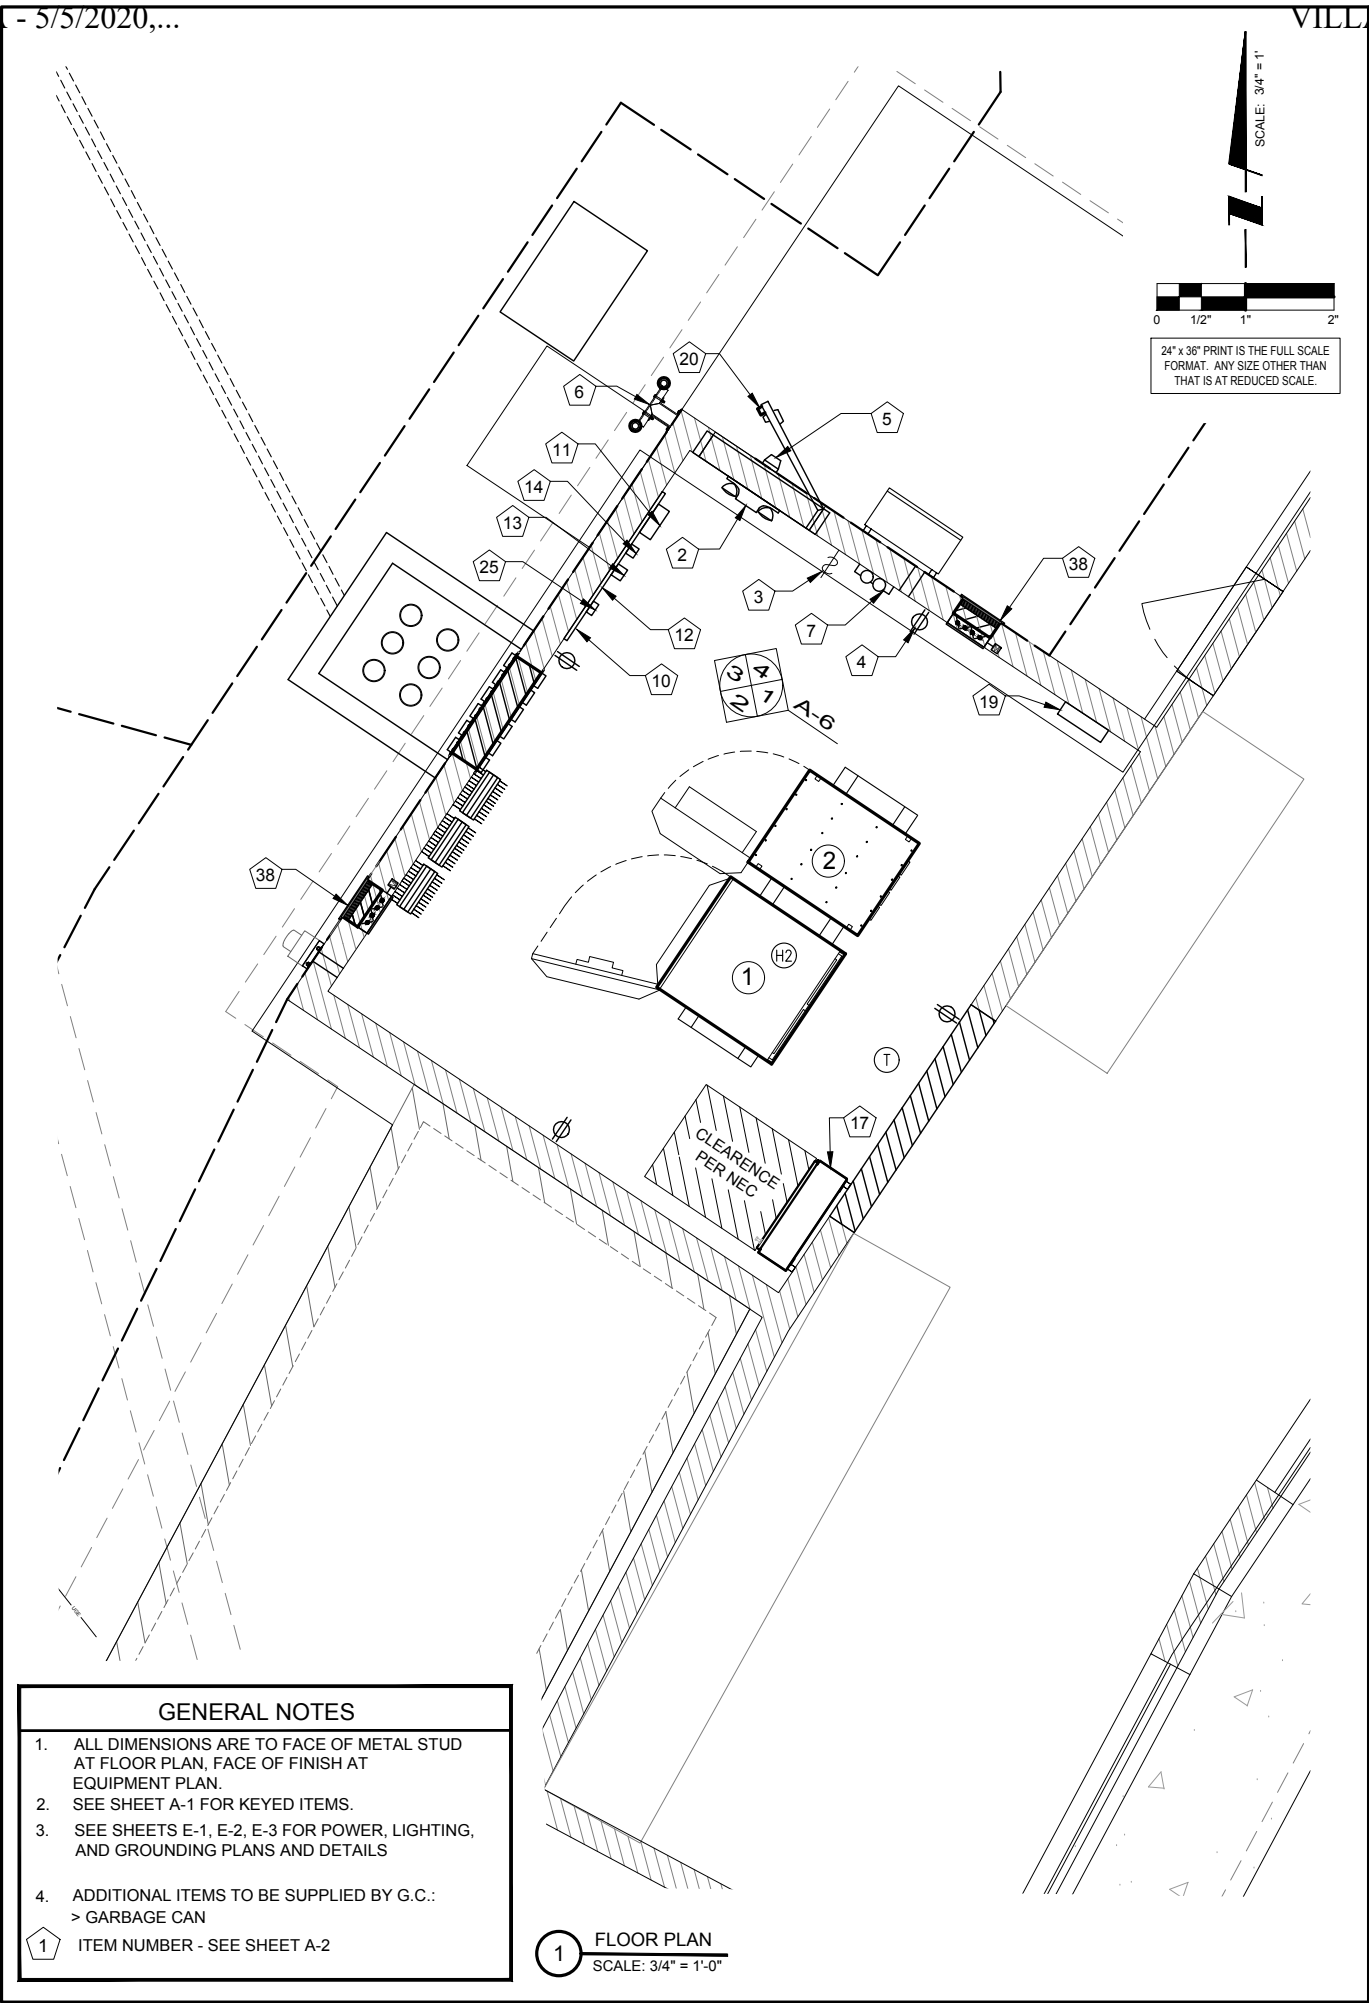 - 5/5/2020,...
VILL
SCALE: 3/4" = 1'
0 1/2" 1" 2"
24" x 36" PRINT IS THE FULL SCALE
FORMAT. ANY SIZE OTHER THAN
THAT IS AT REDUCED SCALE.
20
6
5
11
14
13
2
25
38
3
12
7
4
10
3 4
2 1
A-6
19
2
38
H2
1
T
17
CLEARENCE
PER NEC
GENERAL NOTES
1. ALL DIMENSIONS ARE TO FACE OF METAL STUD
AT FLOOR PLAN, FACE OF FINISH AT
EQUIPMENT PLAN.
2. SEE SHEET A-1 FOR KEYED ITEMS.
3. SEE SHEETS E-1, E-2, E-3 FOR POWER, LIGHTING,
AND GROUNDING PLANS AND DETAILS
4. ADDITIONAL ITEMS TO BE SUPPLIED BY G.C.:
> GARBAGE CAN
1 ITEM NUMBER - SEE SHEET A-2
1 FLOOR PLAN
SCALE: 3/4" = 1'-0"